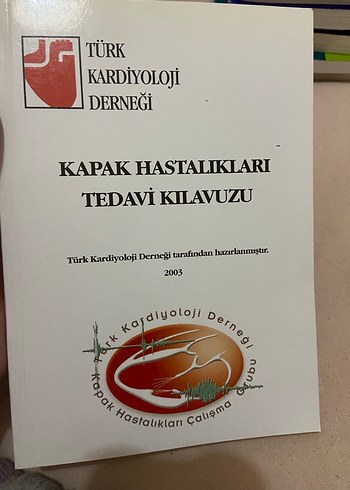 TÜRK
KARDİYOLOJİ
DERNEĞİ
KAPAK HASTALIKLARI
TEDAVİ KILAVUZU
Türk Kardiyoloji Derneği tarafından hazırlanmıştır.
2003
Türk Kardiyoloji Derneği
Kapak Hastalıkları Çalışma Grubu